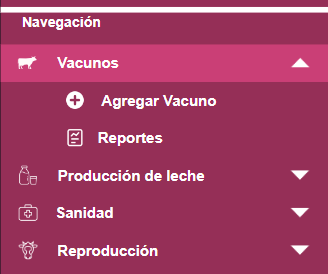 Navegación
Vacunos
Agregar Vacuno
Reportes
Producción de leche
Sanidad
Reproducción